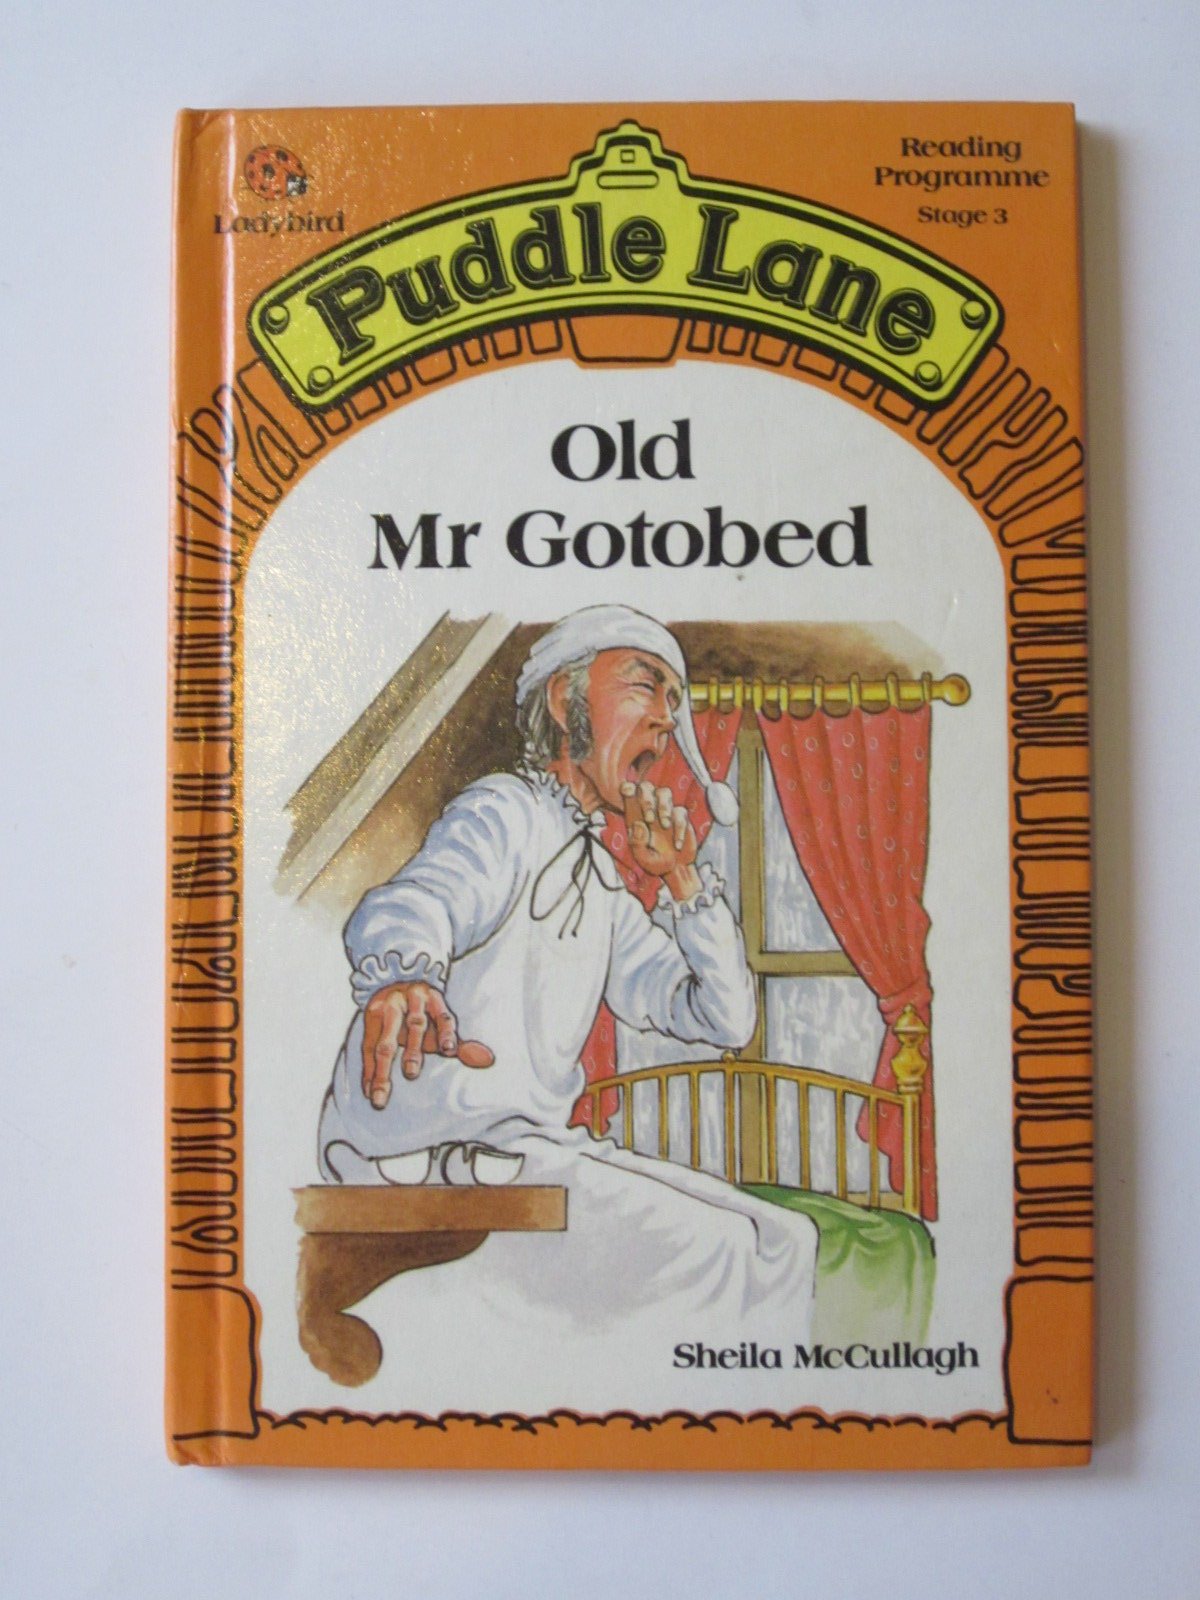 Ladybird
Reading
Programme
Stage 3
Puddle Lane
Old
Mr Gotobed
Sheila McCullagh